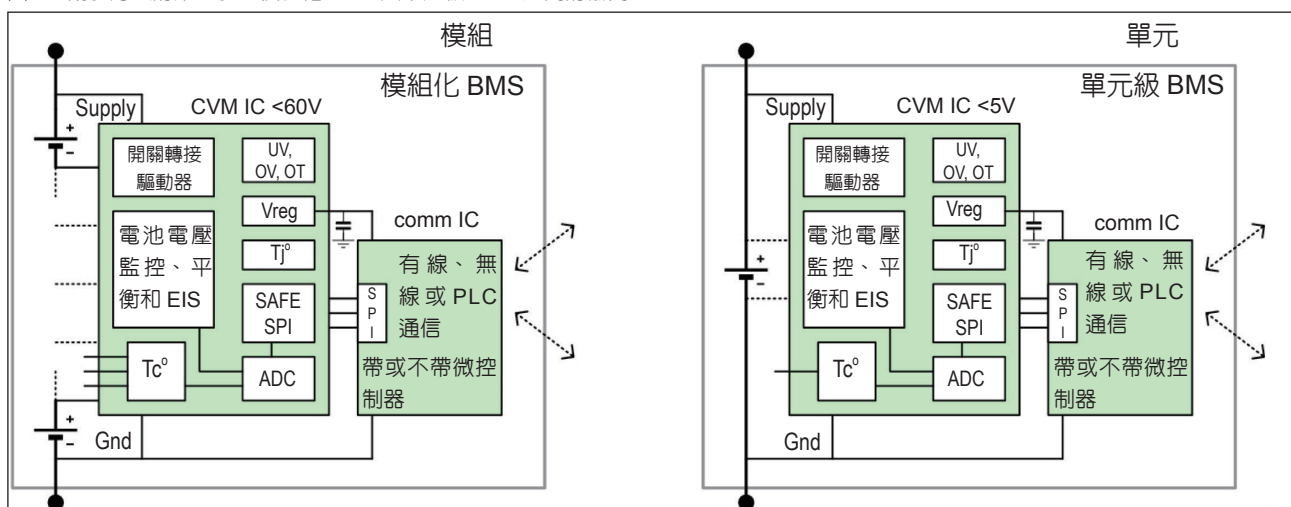 模組
模組化 BMS
Supply
CVM IC <60V
+
–
開關轉接
驅動器
UV,
OV, OT
Vreg
Tj°
電池電壓
監控、平
衡和 EIS
SAFE
SPI
Tc°
ADC
comm IC
S
P
I
有線、無
線或 PLC
通信
帶或不帶微控
制器
+
–
Gnd
單元
單元級 BMS
Supply
CVM IC <5V
開關轉接
驅動器
UV,
OV, OT
Vreg
Tj°
電池電壓
監控、平
衡和 EIS
SAFE
SPI
Tc°
ADC
comm IC
S
P
I
有線、無
線或 PLC
通信
帶或不帶微控
制器
+
–
Gnd